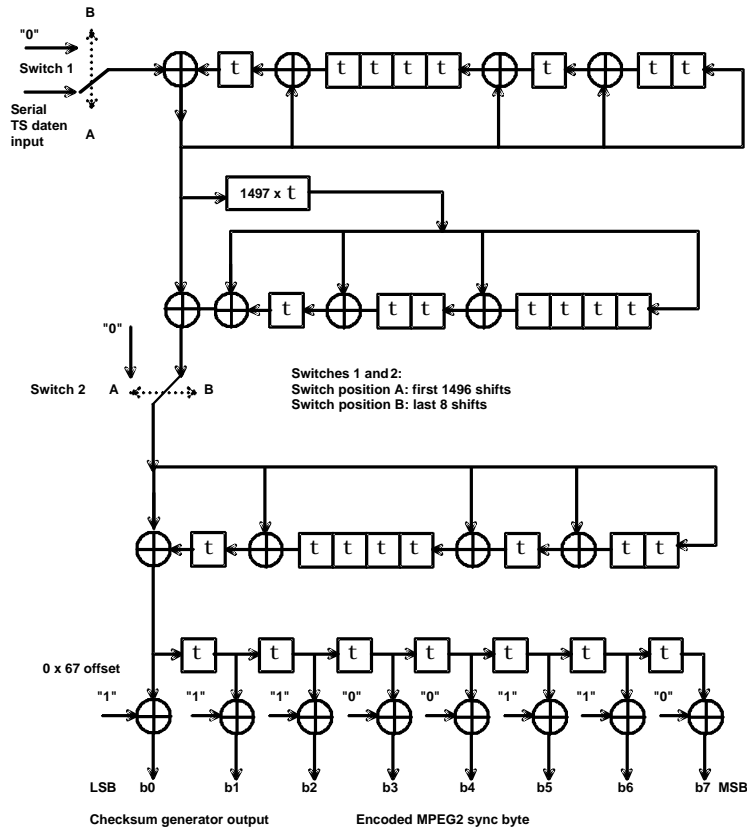 B
"0"
Switch 1
Serial
TS daten
input
A
t t t t t t t t
1497 x t
t t t t t t t
"0"
Switch 2 A B
Switches 1 and 2:
Switch position A: first 1496 shifts
Switch position B: last 8 shifts
t t t t t t t t
t t t t t t t
0 x 67 offset
"1" "1" "1" "0" "0" "1" "1" "0"
LSB b0 b1 b2 b3 b4 b5 b6 b7 MSB
Checksum generator output Encoded MPEG2 sync byte